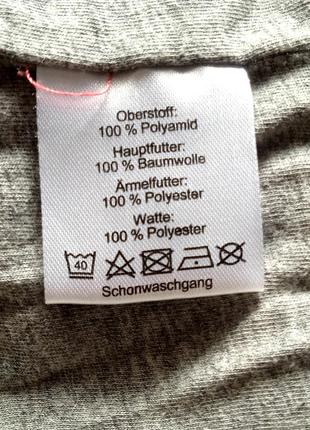 Oberstoff:
100 % Polyamid
Hauptfutter:
100 % Baumwolle
Ärmelfutter:
100 % Polyester
Watte:
100 % Polyester
40
Schonwaschgang